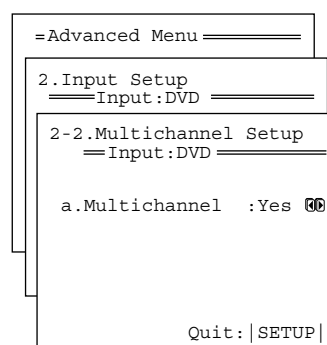 =Advanced Menu
2.Input Setup
Input:DVD
2-2.Multichannel Setup
Input:DVD
a.Multichannel :Yes
Quit:|SETUP|